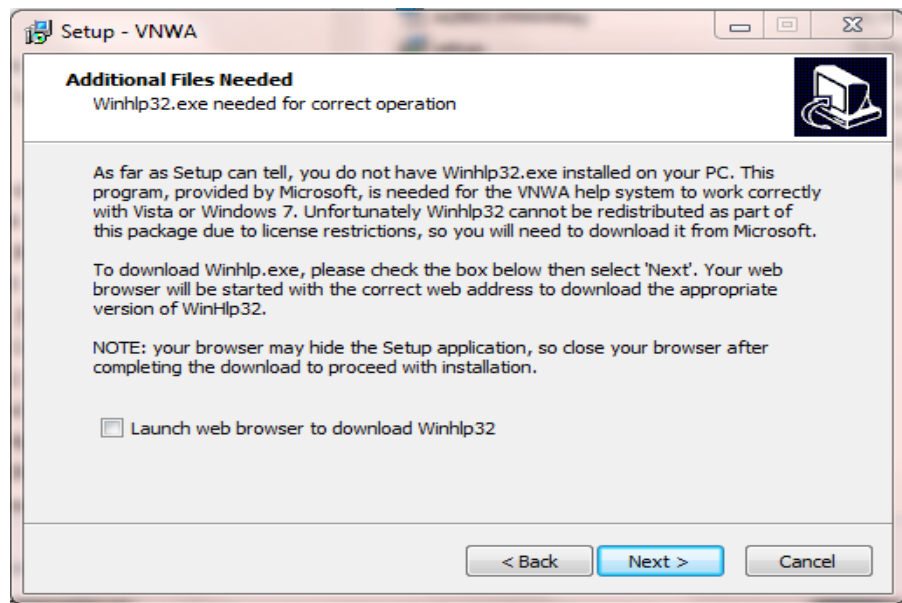 Setup - VNWA
Additional Files Needed
Winhlp32.exe needed for correct operation
As far as Setup can tell, you do not have Winhlp32.exe installed on your PC. This
program, provided by Microsoft, is needed for the VNWA help system to work correctly
with Vista or Windows 7. Unfortunately Winhlp32 cannot be redistributed as part of
this package due to license restrictions, so you will need to download it from Microsoft.
To download Winhlp.exe, please check the box below then select 'Next'. Your web
browser will be started with the correct web address to download the appropriate
version of WinHlp32.
NOTE: your browser may hide the Setup application, so close your browser after
completing the download to proceed with installation.
Launch web browser to download Winhlp32
< Back Next > Cancel